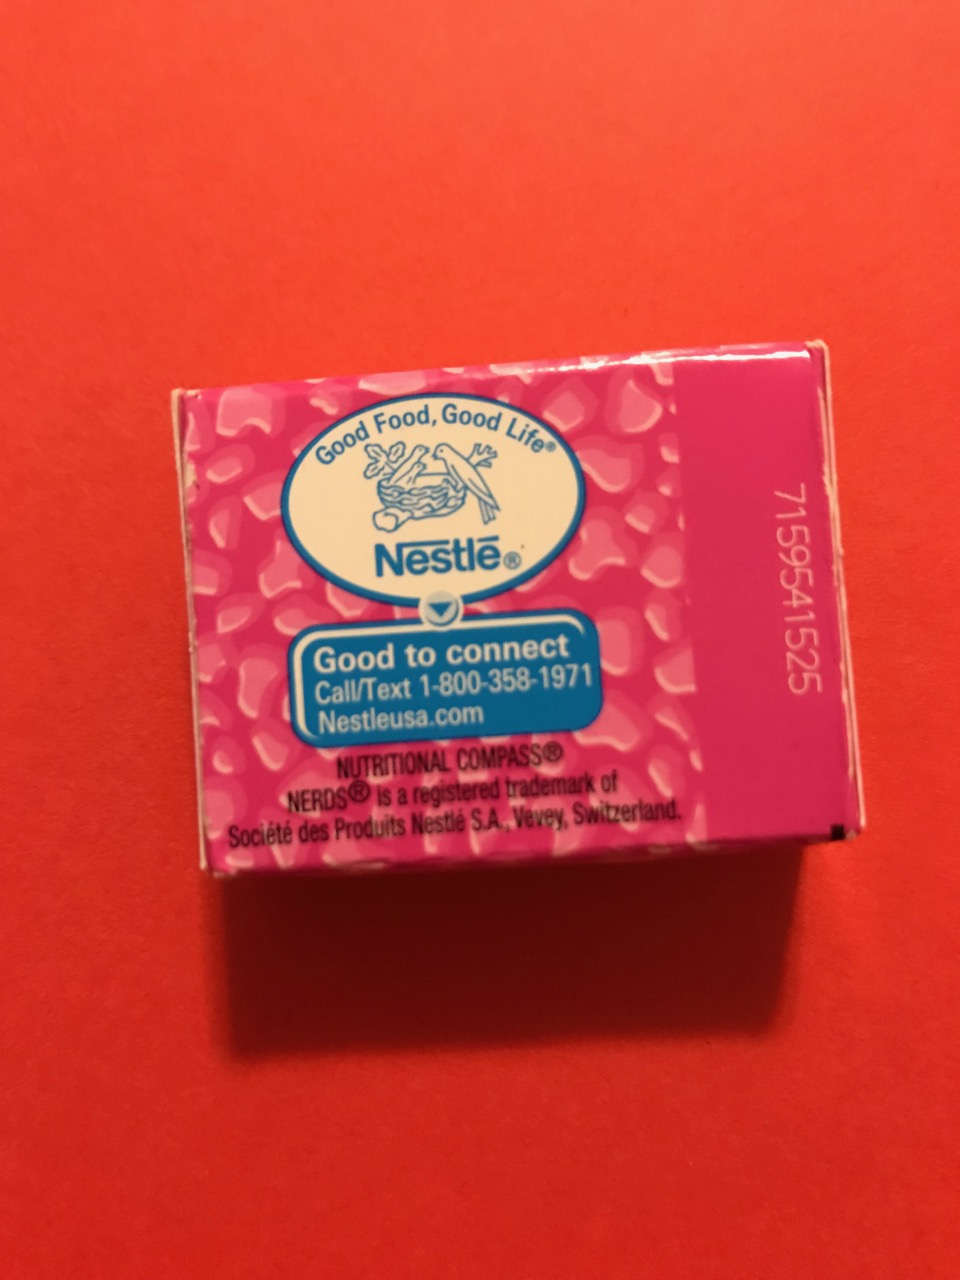 Good Food, Good Life®
Nestlé®
Good to connect
Call/Text 1-800-358-1971
Nestleusa.com
NUTRITIONAL COMPASS®
NERDS® is a registered trademark of
Société des Produits Nestlé S.A., Vevey, Switzerland.
7159541525